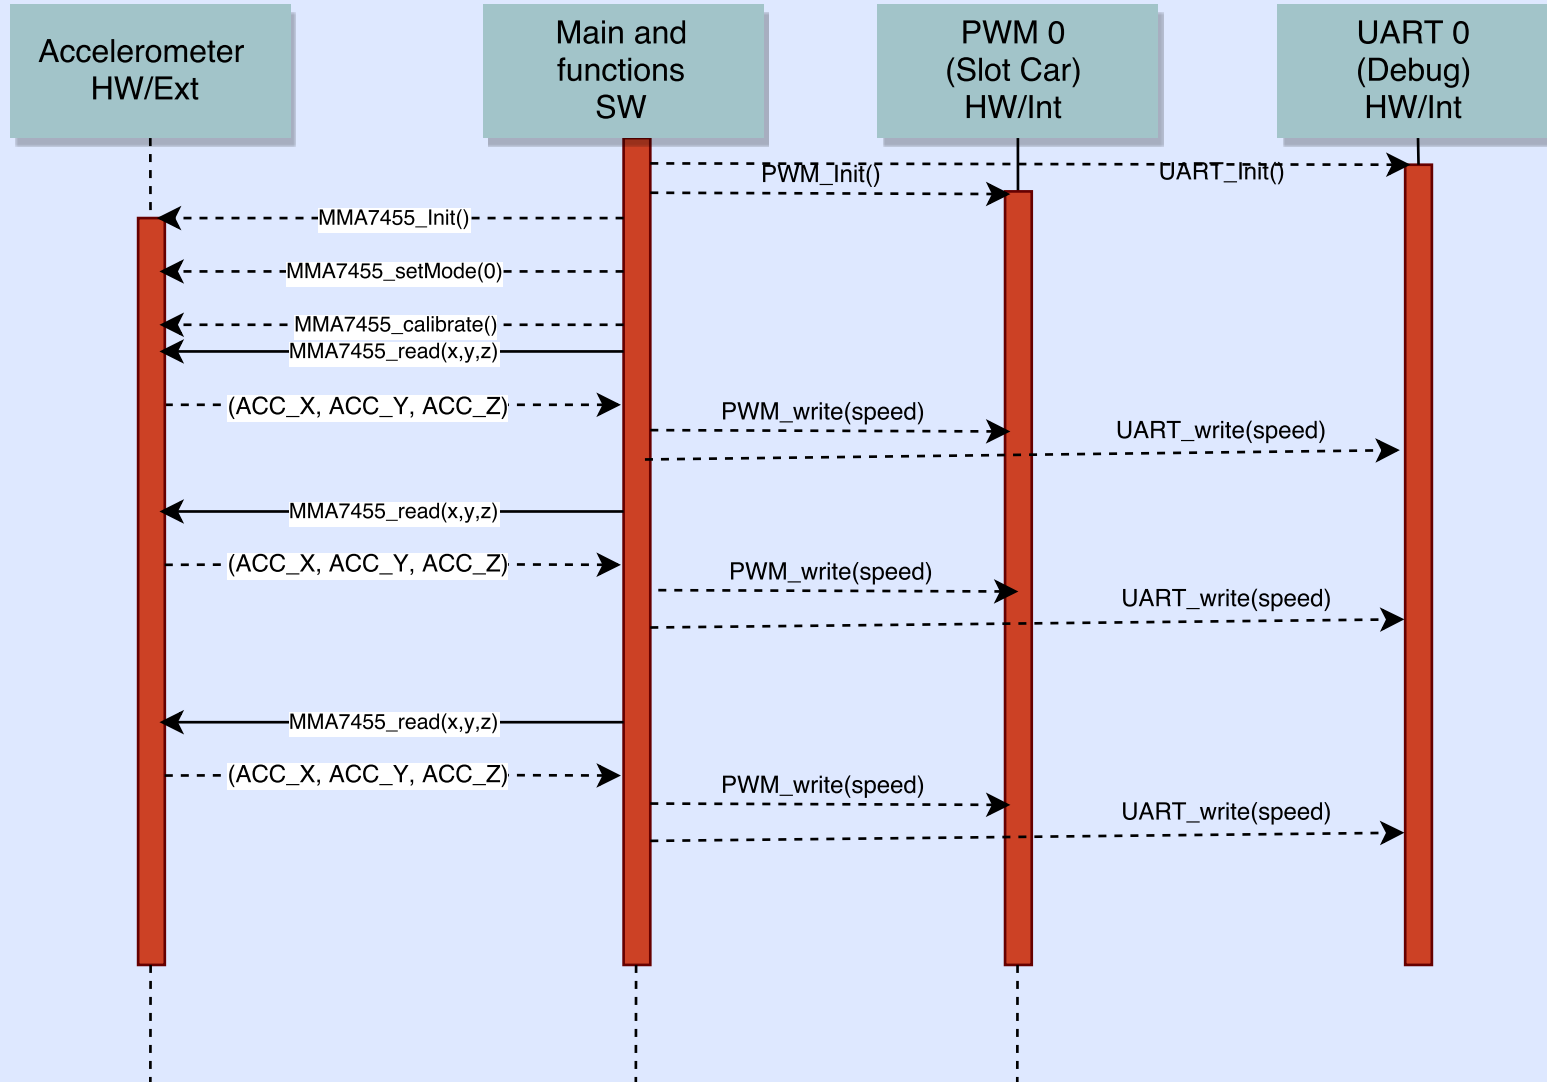 Accelerometer
HW/Ext
Main and
functions
SW
PWM 0
(Slot Car)
HW/Int
UART 0
(Debug)
HW/Int
UART_Init()
PWM_Init()
MMA7455_Init()
MMA7455_setMode(0)
MMA7455_calibrate()
MMA7455_read(x,y,z)
(ACC_X, ACC_Y, ACC_Z)
PWM_write(speed)
UART_write(speed)
MMA7455_read(x,y,z)
(ACC_X, ACC_Y, ACC_Z)
PWM_write(speed)
UART_write(speed)
MMA7455_read(x,y,z)
(ACC_X, ACC_Y, ACC_Z)
PWM_write(speed)
UART_write(speed)